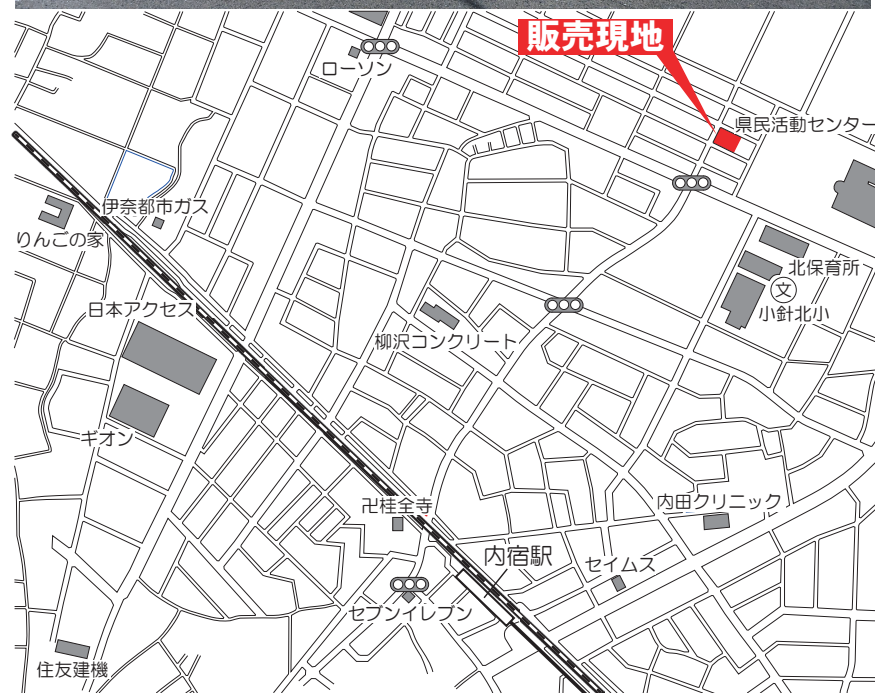 販売現地
ローソン
県民活動センター
伊奈都市ガス
りんごの家
北保育所
文
小針北小
日本アクセス
柳沢コンクリート
ギオン
内田クリニック
卍桂全寺
内宿駅
セイムス
セブンイレブン
住友建機